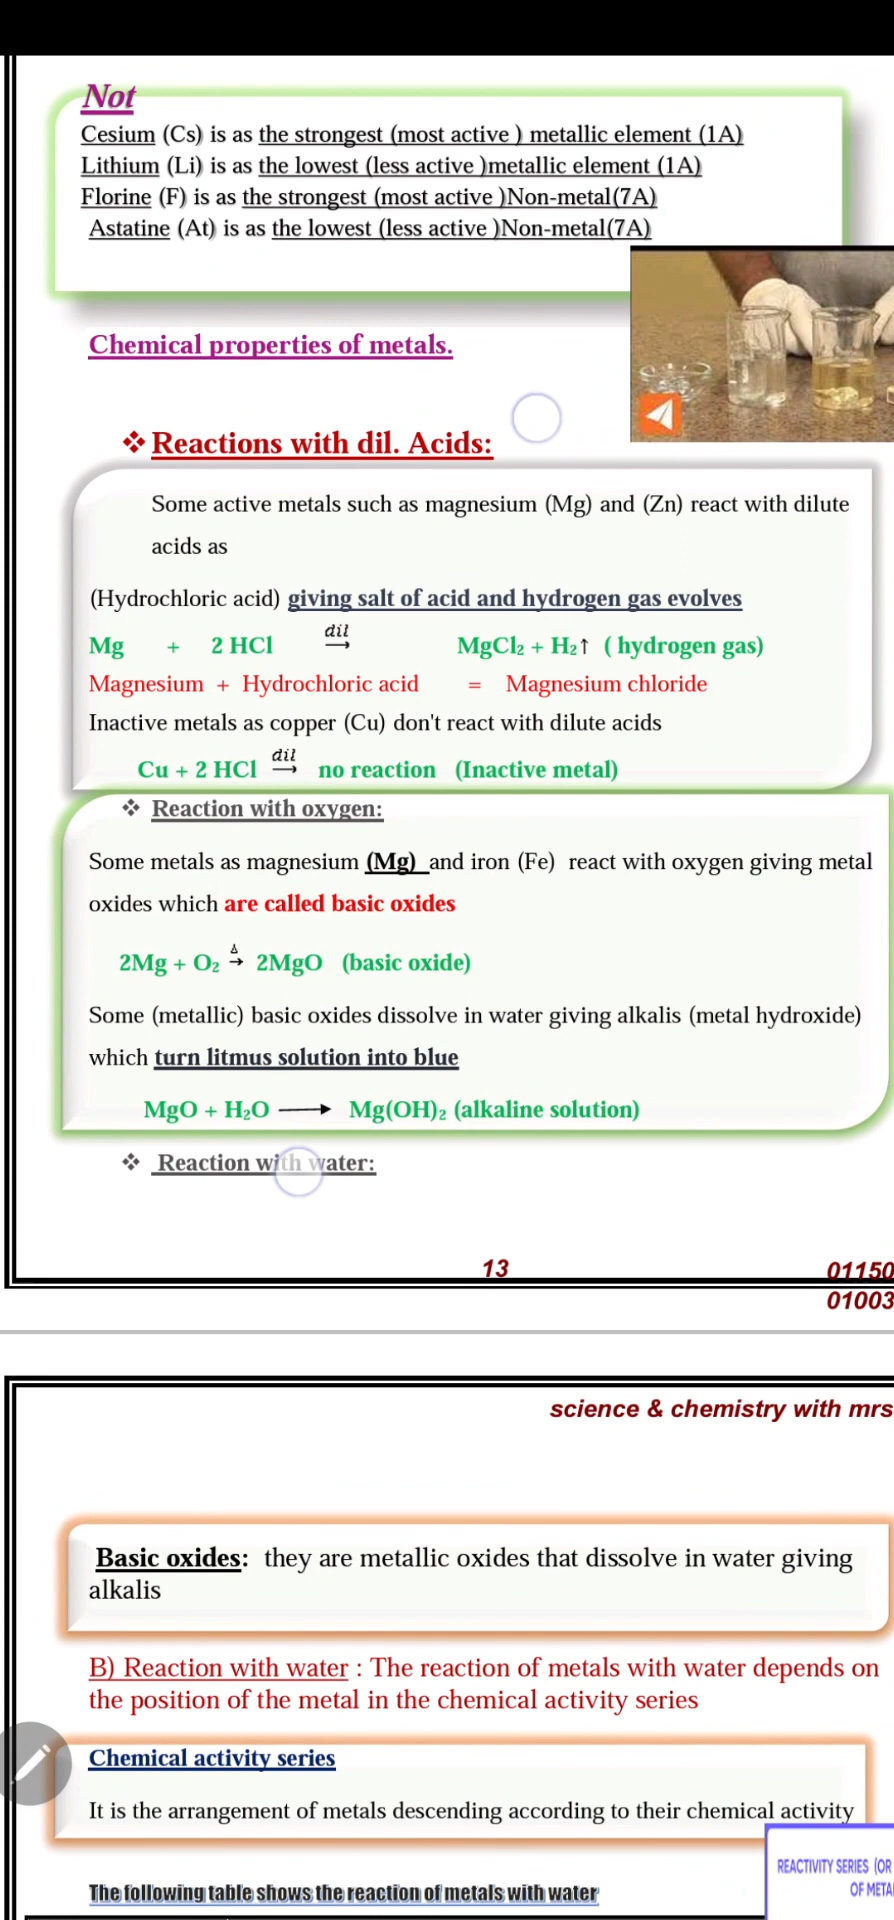 Not
Cesium (Cs) is as the strongest (most active ) metallic element (1A)
Lithium (Li) is as the lowest (less active )metallic element (1A)
Florine (F) is as the strongest (most active )Non-metal(7A)
Astatine (At) is as the lowest (less active )Non-metal(7A)
Chemical properties of metals.
❖ Reactions with dil. Acids:
Some active metals such as magnesium (Mg) and (Zn) react with dilute
acids as
(Hydrochloric acid) giving salt of acid and hydrogen gas evolves
Mg + 2 HCl dil → MgCl₂ + H₂↑ ( hydrogen gas)
Magnesium + Hydrochloric acid = Magnesium chloride
Inactive metals as copper (Cu) don't react with dilute acids
Cu + 2 HCl dil → no reaction (Inactive metal)
❖ Reaction with oxygen:
Some metals as magnesium (Mg) and iron (Fe) react with oxygen giving metal
oxides which are called basic oxides
2Mg + O₂ Δ → 2MgO (basic oxide)
Some (metallic) basic oxides dissolve in water giving alkalis (metal hydroxide)
which turn litmus solution into blue
MgO + H₂O ⟶ Mg(OH)₂ (alkaline solution)
❖ Reaction with water:
13
01150
01003
science & chemistry with mrs
Basic oxides: they are metallic oxides that dissolve in water giving
alkalis
B) Reaction with water : The reaction of metals with water depends on
the position of the metal in the chemical activity series
Chemical activity series
It is the arrangement of metals descending according to their chemical activity
REACTIVITY SERIES (OR
OF META
The following table shows the reaction of metals with water